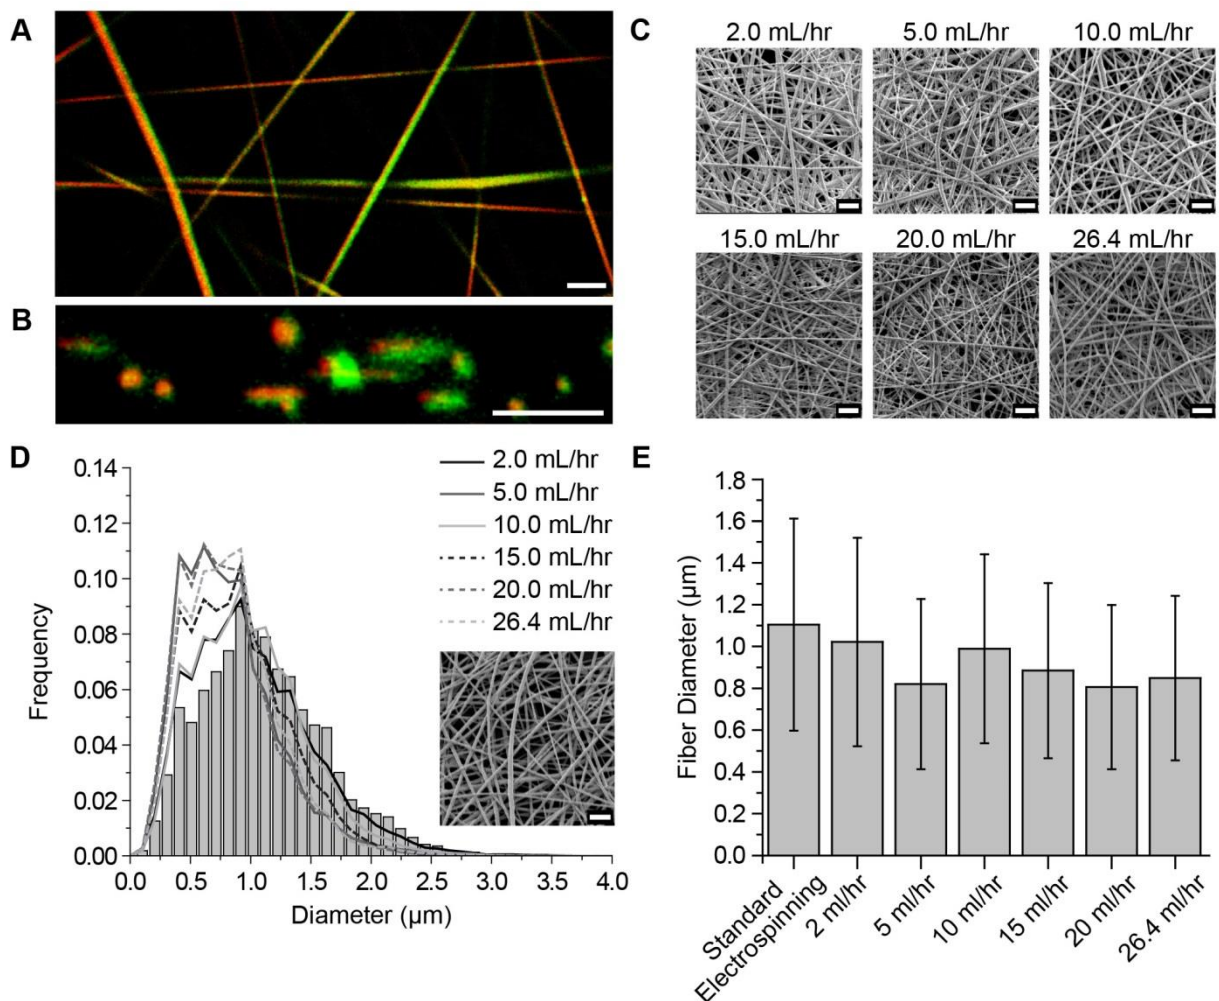 A
B
C
2.0 mL/hr
5.0 mL/hr
10.0 mL/hr
15.0 mL/hr
20.0 mL/hr
26.4 mL/hr
D
0.14
0.12
0.10
0.08
0.06
0.04
0.02
0.00
Frequency
0.0
0.5
1.0
1.5
2.0
2.5
3.0
3.5
4.0
Diameter (µm)
2.0 mL/hr
5.0 mL/hr
10.0 mL/hr
15.0 mL/hr
20.0 mL/hr
26.4 mL/hr
E
1.8
1.6
1.4
1.2
1.0
0.8
0.6
0.4
0.2
0.0
Fiber Diameter (µm)
Standard
Electrospinning
2 ml/hr
5 ml/hr
10 ml/hr
15 ml/hr
20 ml/hr
26.4 ml/hr